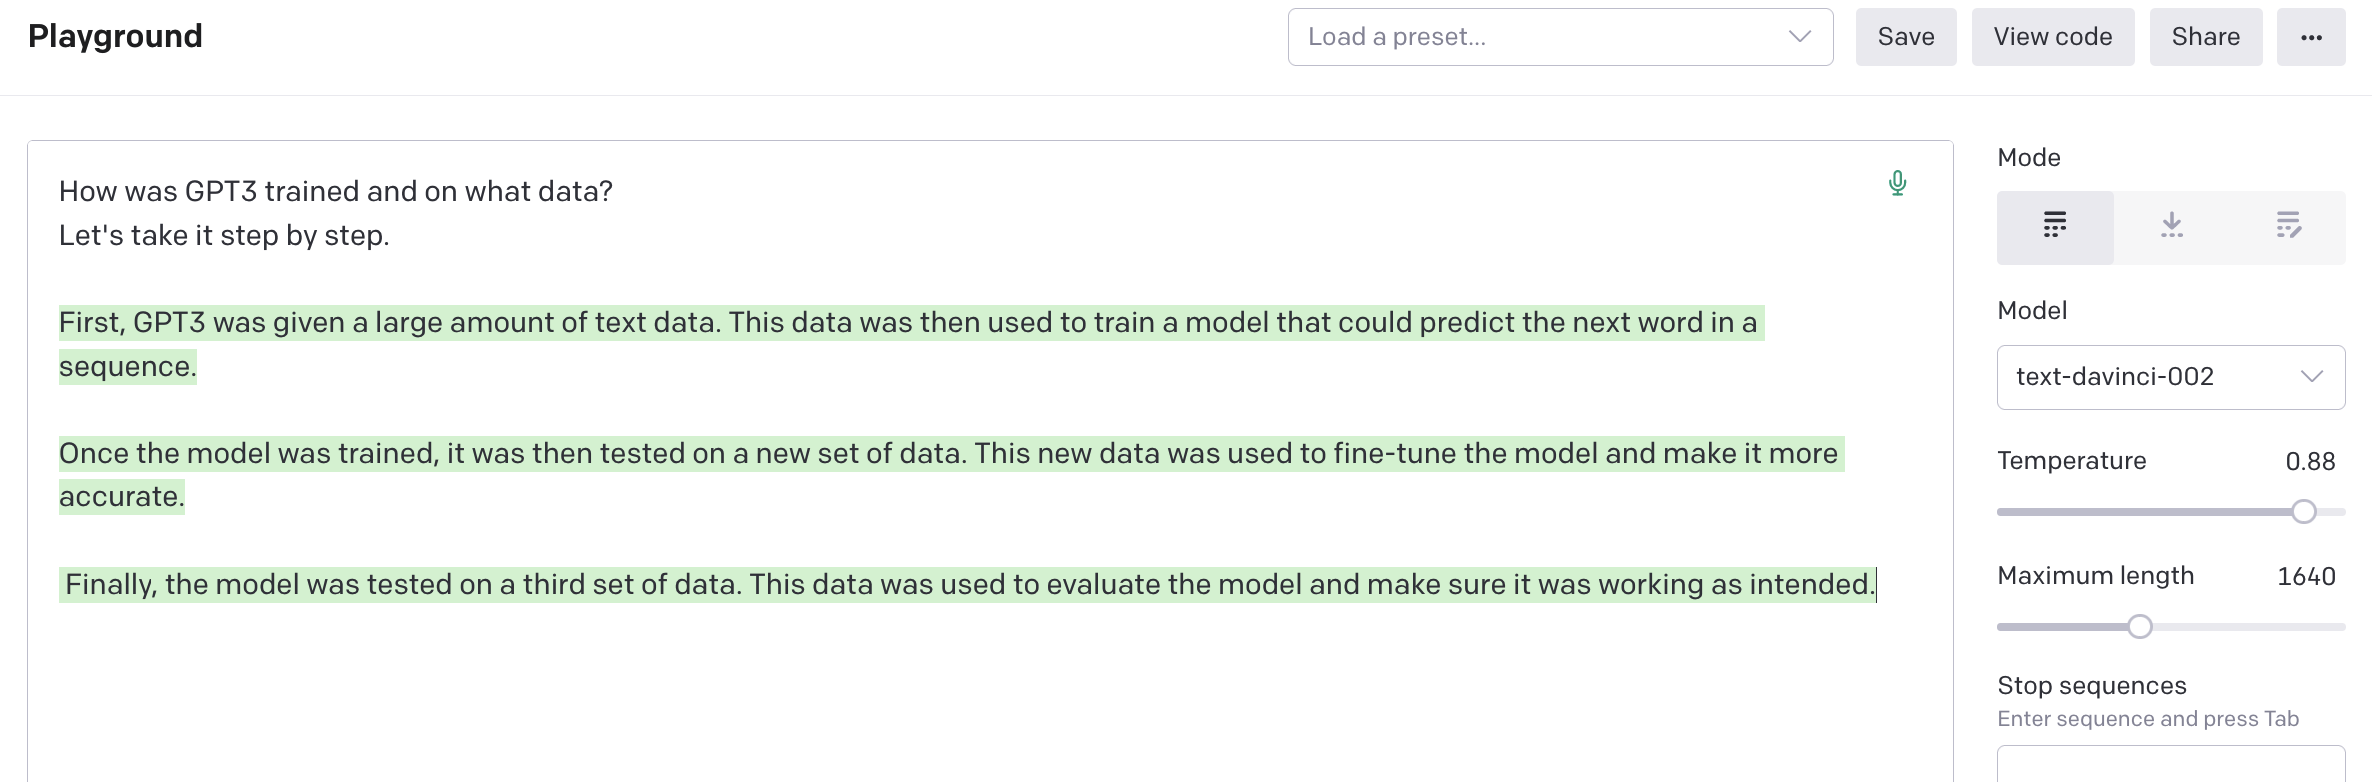 Playground
Load a preset...
Save
View code
Share
...
How was GPT3 trained and on what data?
Let's take it step by step.
First, GPT3 was given a large amount of text data. This data was then used to train a model that could predict the next word in a
sequence.
Once the model was trained, it was then tested on a new set of data. This new data was used to fine-tune the model and make it more
accurate.
Finally, the model was tested on a third set of data. This data was used to evaluate the model and make sure it was working as intended.
Mode
Model
text-davinci-002
Temperature 0.88
Maximum length 1640
Stop sequences
Enter sequence and press Tab